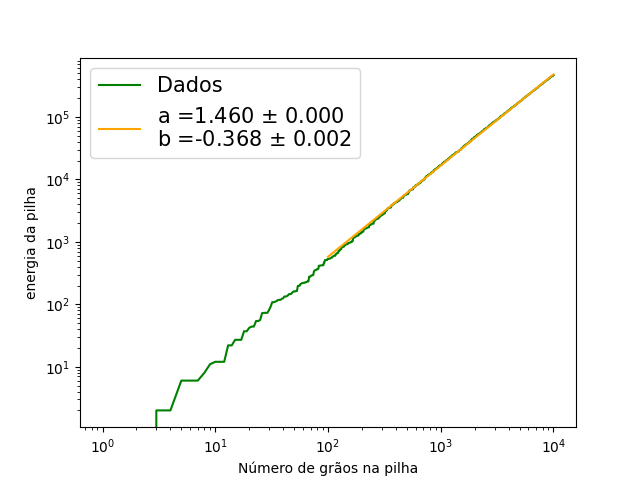 Dados
a =1.460 ± 0.000
b =-0.368 ± 0.002
10⁵
10⁴
10³
10²
10¹
energia da pilha
10⁰
10¹
10²
10³
10⁴
Número de grãos na pilha